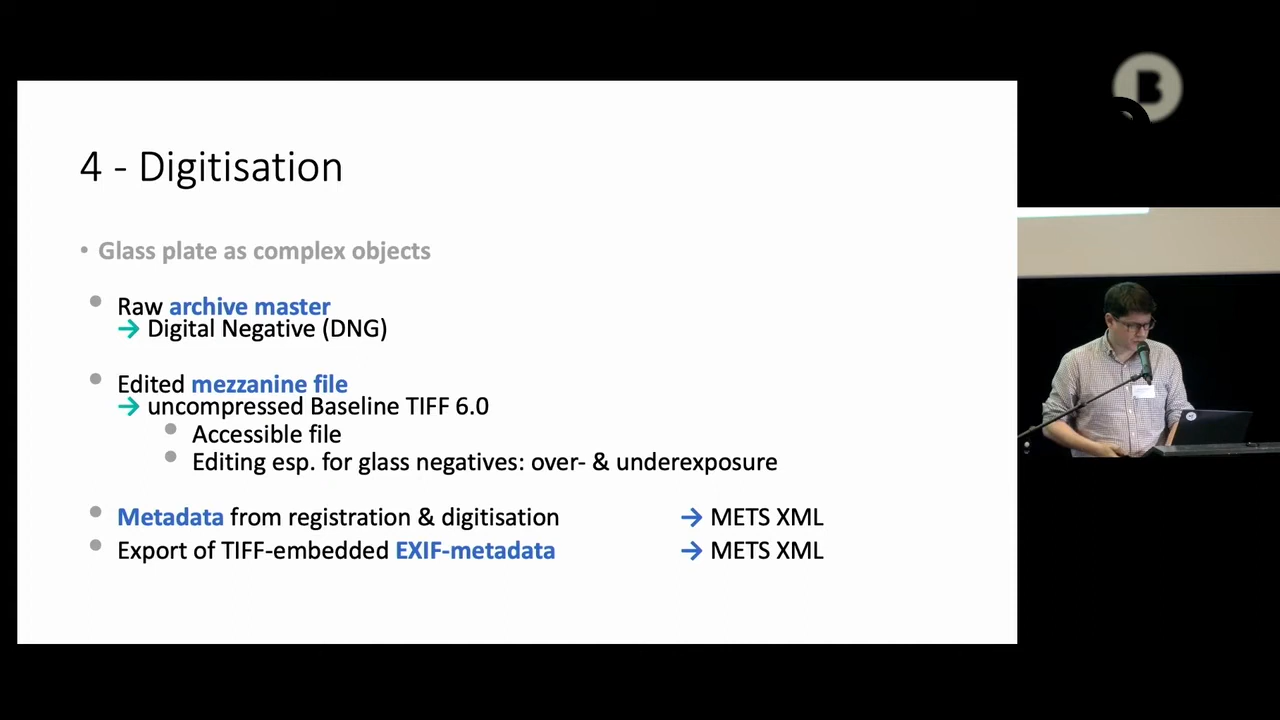 B
4 - Digitisation
• Glass plate as complex objects
• Raw archive master
→ Digital Negative (DNG)
• Edited mezzanine file
→ uncompressed Baseline TIFF 6.0
• Accessible file
• Editing esp. for glass negatives: over- & underexposure
• Metadata from registration & digitisation → METS XML
• Export of TIFF-embedded EXIF-metadata → METS XML